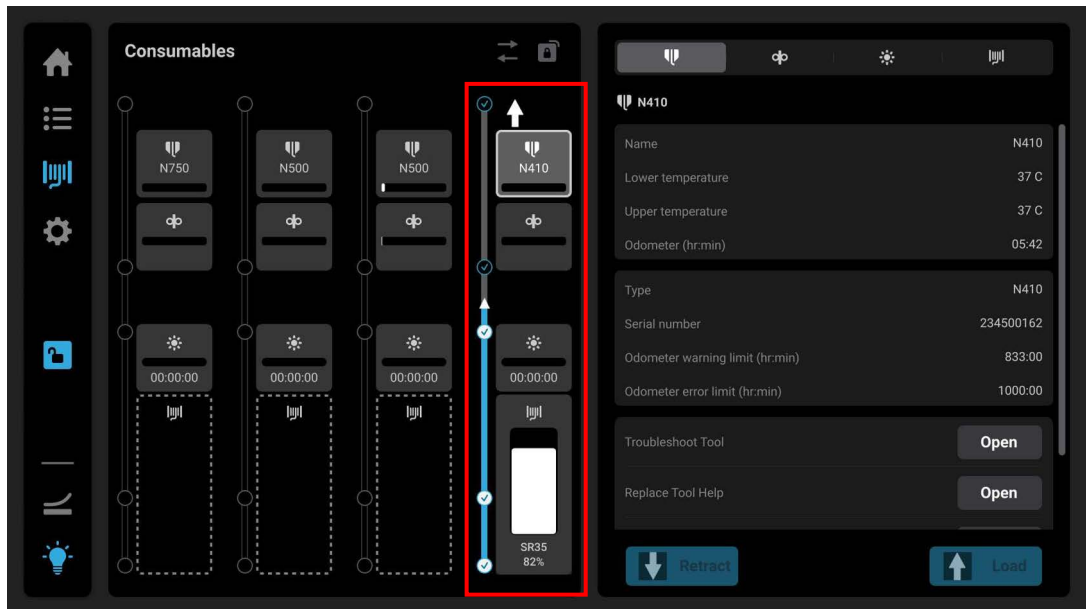 Consumables
N750
N500
N500
N410
00:00:00
00:00:00
00:00:00
00:00:00
SR35
82%
N410
Name N410
Lower temperature 37 C
Upper temperature 37 C
Odometer (hr:min) 05:42
Type N410
Serial number 234500162
Odometer warning limit (hr:min) 833:00
Odometer error limit (hr:min) 1000:00
Troubleshoot Tool Open
Replace Tool Help Open
Retract
Load